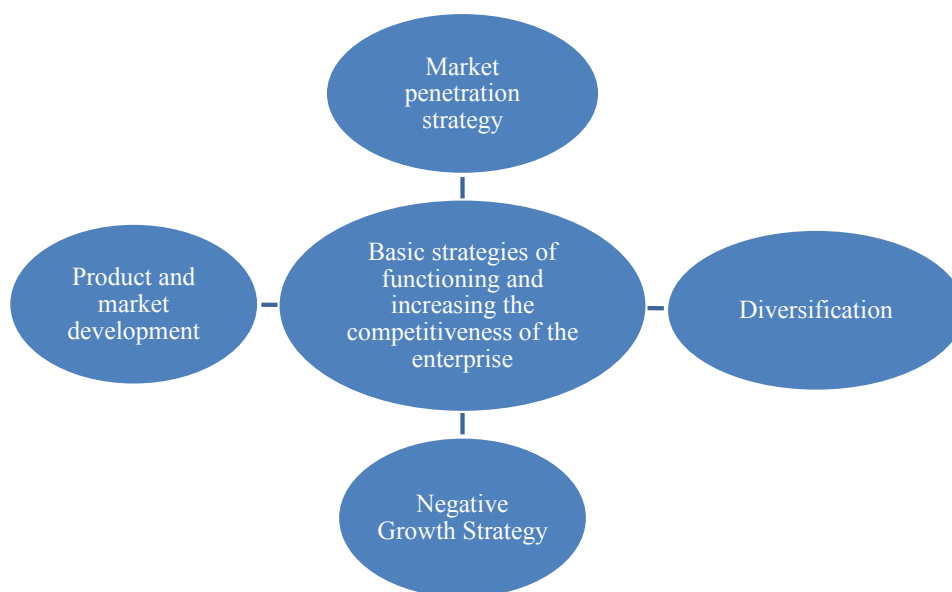 Market
penetration
strategy
Product and
market
development
Basic strategies of
functioning and
increasing the
competitiveness of the
enterprise
Diversification
Negative
Growth Strategy